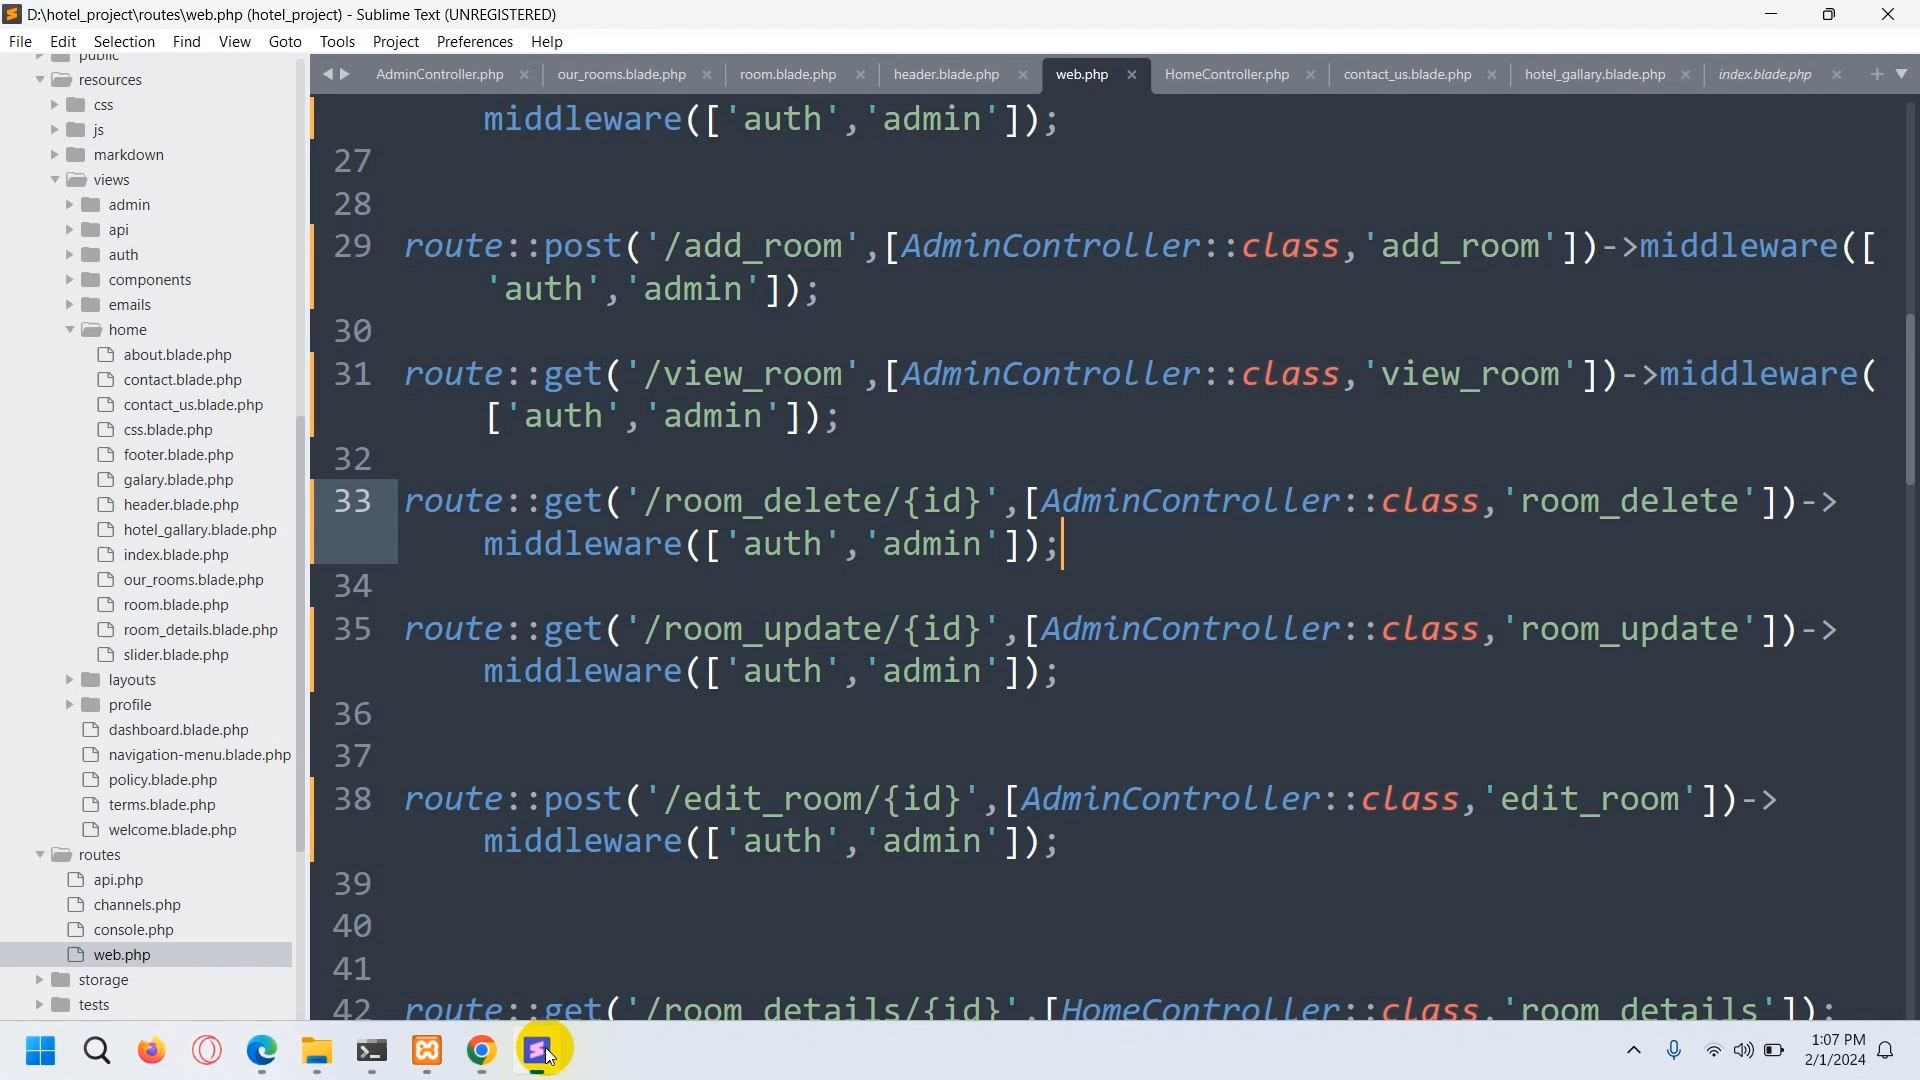 D:\hotel_project\routes\web.php (hotel_project) - Sublime Text (UNREGISTERED)
File Edit Selection Find View Goto Tools Project Preferences Help
public
resources
css
js
markdown
views
admin
api
auth
components
emails
home
about.blade.php
contact.blade.php
contact_us.blade.php
css.blade.php
footer.blade.php
galary.blade.php
header.blade.php
hotel_gallary.blade.php
index.blade.php
our_rooms.blade.php
room.blade.php
room_details.blade.php
slider.blade.php
layouts
profile
dashboard.blade.php
navigation-menu.blade.php
policy.blade.php
terms.blade.php
welcome.blade.php
routes
api.php
channels.php
console.php
web.php
storage
tests
AdminController.php our_rooms.blade.php room.blade.php header.blade.php web.php HomeController.php contact_us.blade.php hotel_gallary.blade.php index.blade.php
middleware(['auth','admin']);
27
28
29 route::post('/add_room',[AdminController::class,'add_room'])->middleware([
'auth','admin']);
30
31 route::get('/view_room',[AdminController::class,'view_room'])->middleware(
['auth','admin']);
32
33 route::get('/room_delete/{id}',[AdminController::class,'room_delete'])->
middleware(['auth','admin']);
34
35 route::get('/room_update/{id}',[AdminController::class,'room_update'])->
middleware(['auth','admin']);
36
37
38 route::post('/edit_room/{id}',[AdminController::class,'edit_room'])->
middleware(['auth','admin']);
39
40
41
42 route::get('/room_details/{id}',[HomeController::class,'room_details']);
1:07 PM
2/1/2024